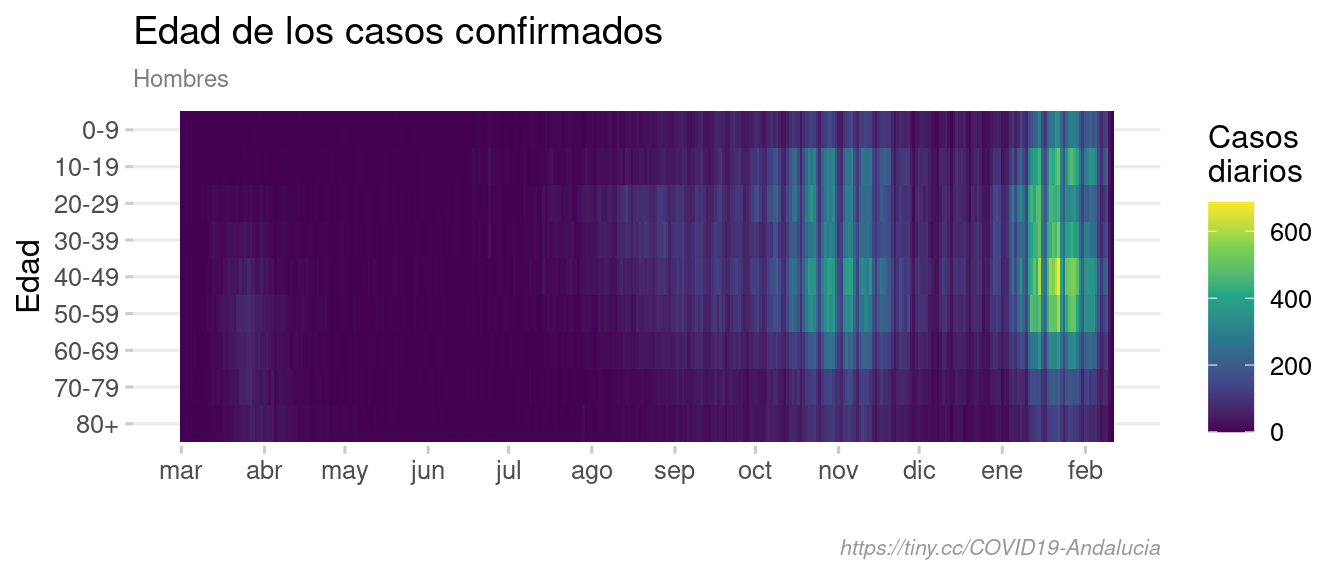 Edad de los casos confirmados
Hombres
Edad
0-9
10-19
20-29
30-39
40-49
50-59
60-69
70-79
80+
mar abr may jun jul ago sep oct nov dic ene feb
Casos
diarios
600
400
200
0
https://tiny.cc/COVID19-Andalucia